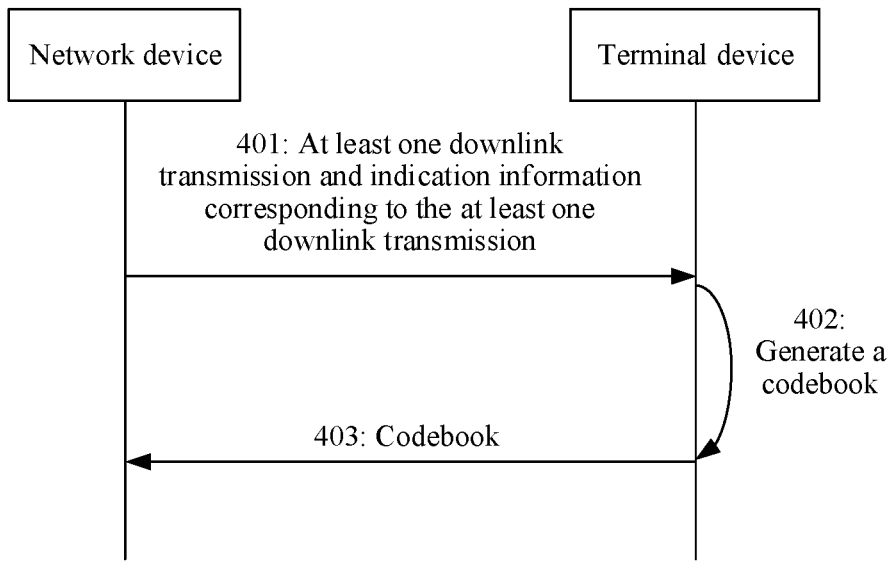 Network device
Terminal device
401: At least one downlink
transmission and indication information
corresponding to the at least one
downlink transmission
402:
Generate a
codebook
403: Codebook